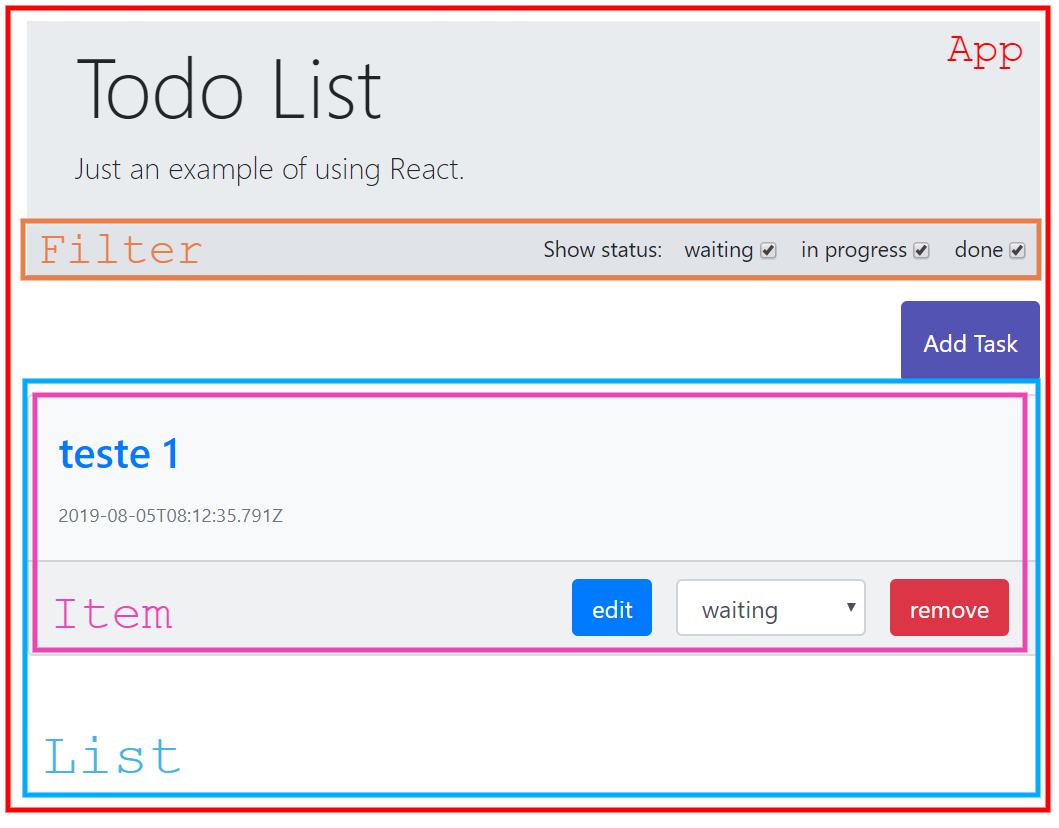 App
Todo List
Just an example of using React.
Filter Show status: waiting in progress done
Add Task
teste 1
2019-08-05T08:12:35.791Z
Item edit waiting remove
List